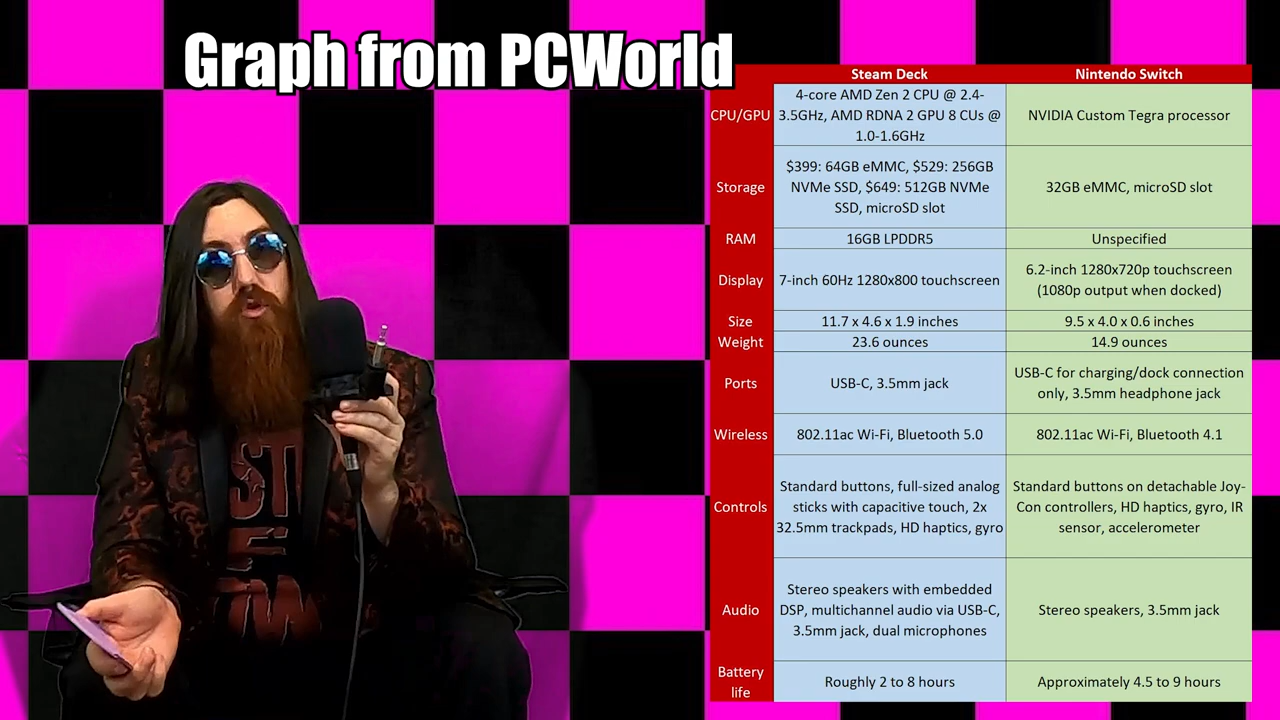 Graph from PCWorld
Steam Deck
Nintendo Switch
CPU/GPU
4-core AMD Zen 2 CPU @ 2.4-
3.5GHz, AMD RDNA 2 GPU 8 CUs @
1.0-1.6GHz
NVIDIA Custom Tegra processor
Storage
$399: 64GB eMMC, $529: 256GB
NVMe SSD, $649: 512GB NVMe
SSD, microSD slot
32GB eMMC, microSD slot
RAM
16GB LPDDR5
Unspecified
Display
7-inch 60Hz 1280x800 touchscreen
6.2-inch 1280x720p touchscreen
(1080p output when docked)
Size
11.7 x 4.6 x 1.9 inches
9.5 x 4.0 x 0.6 inches
Weight
23.6 ounces
14.9 ounces
Ports
USB-C, 3.5mm jack
USB-C for charging/dock connection
only, 3.5mm headphone jack
Wireless
802.11ac Wi-Fi, Bluetooth 5.0
802.11ac Wi-Fi, Bluetooth 4.1
Controls
Standard buttons, full-sized analog
sticks with capacitive touch, 2x
32.5mm trackpads, HD haptics, gyro
Standard buttons on detachable Joy-
Con controllers, HD haptics, gyro, IR
sensor, accelerometer
Audio
Stereo speakers with embedded
DSP, multichannel audio via USB-C,
3.5mm jack, dual microphones
Stereo speakers, 3.5mm jack
Battery
life
Roughly 2 to 8 hours
Approximately 4.5 to 9 hours